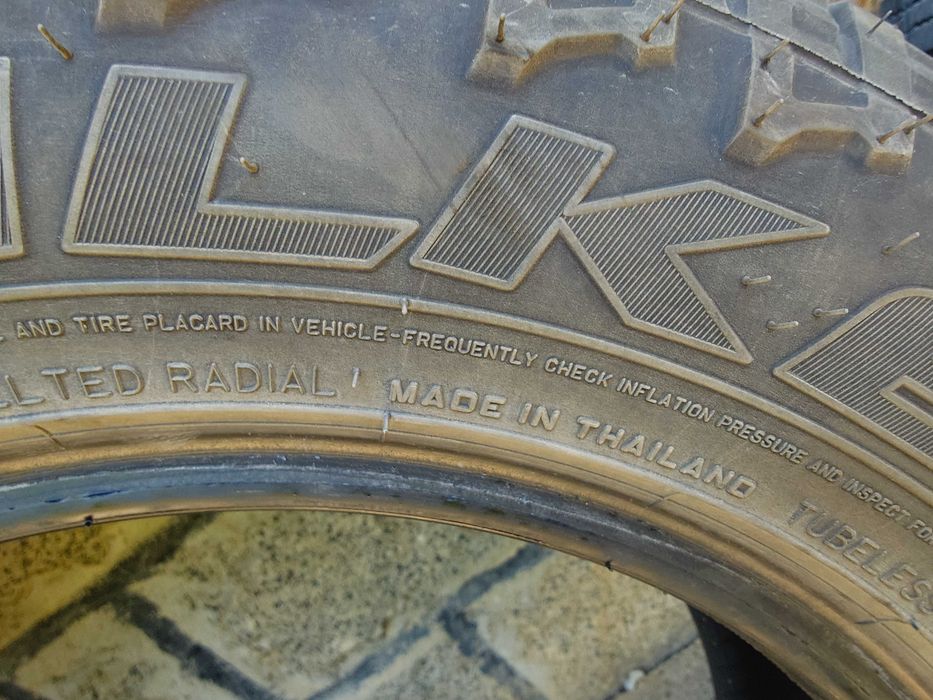 LK
AND TIRE PLACARD IN VEHICLE-FREQUENTLY CHECK INFLATION PRESSURE AND INSPECT FOR
LTED RADIAL MADE IN THAILAND TUBELESS